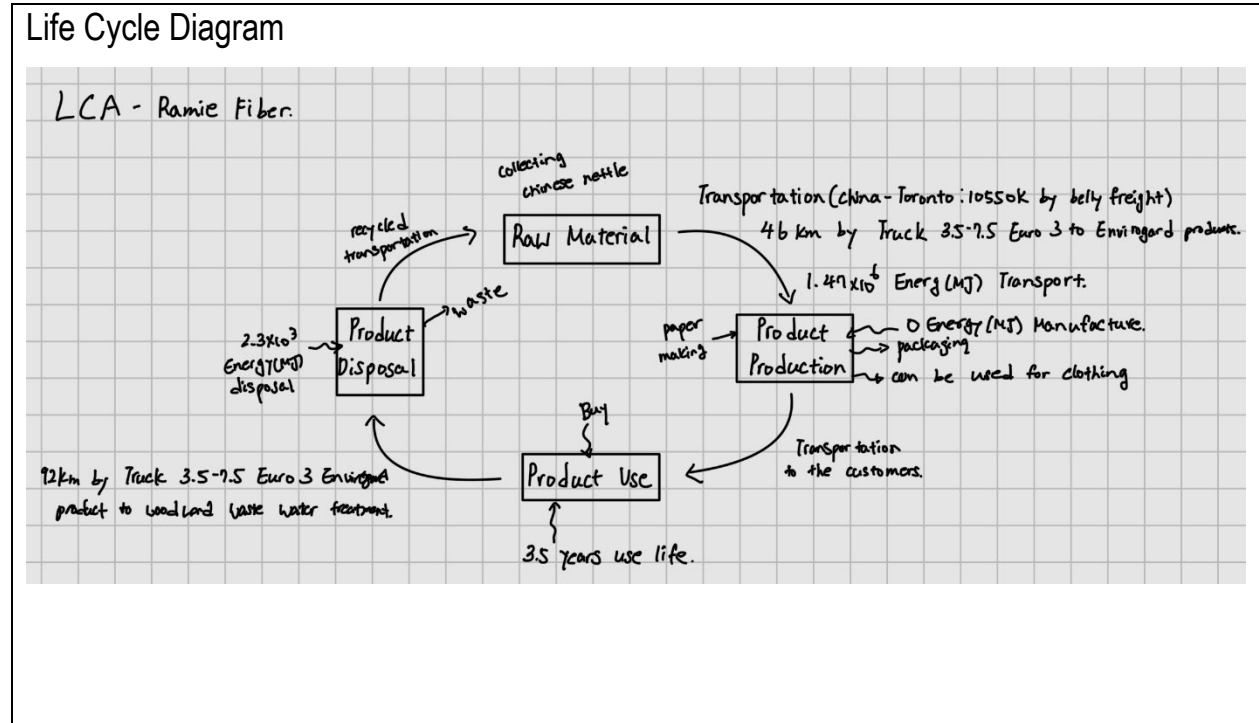 Life Cycle Diagram
LCA - Ramie Fiber.
collecting
chinese nettle
Raw Material
Transportation (china-Toronto: 10550k by belly freight)
46 km by Truck 3.5-7.5 Euro 3 to Envirogard products.
1.47x10^6 Energ(MJ) Transport.
recycled
transportation
waste
Product
Disposal
2.3x10^3
Energy(MJ)
disposal
paper
making
Product
Production
0 Energy(MJ) Manufacture.
packaging
can be used for clothing
Transportation
to the customers.
Buy
Product Use
3.5 years use life.
92km by Truck 3.5-7.5 Euro 3
product to woodland waste water treatment.